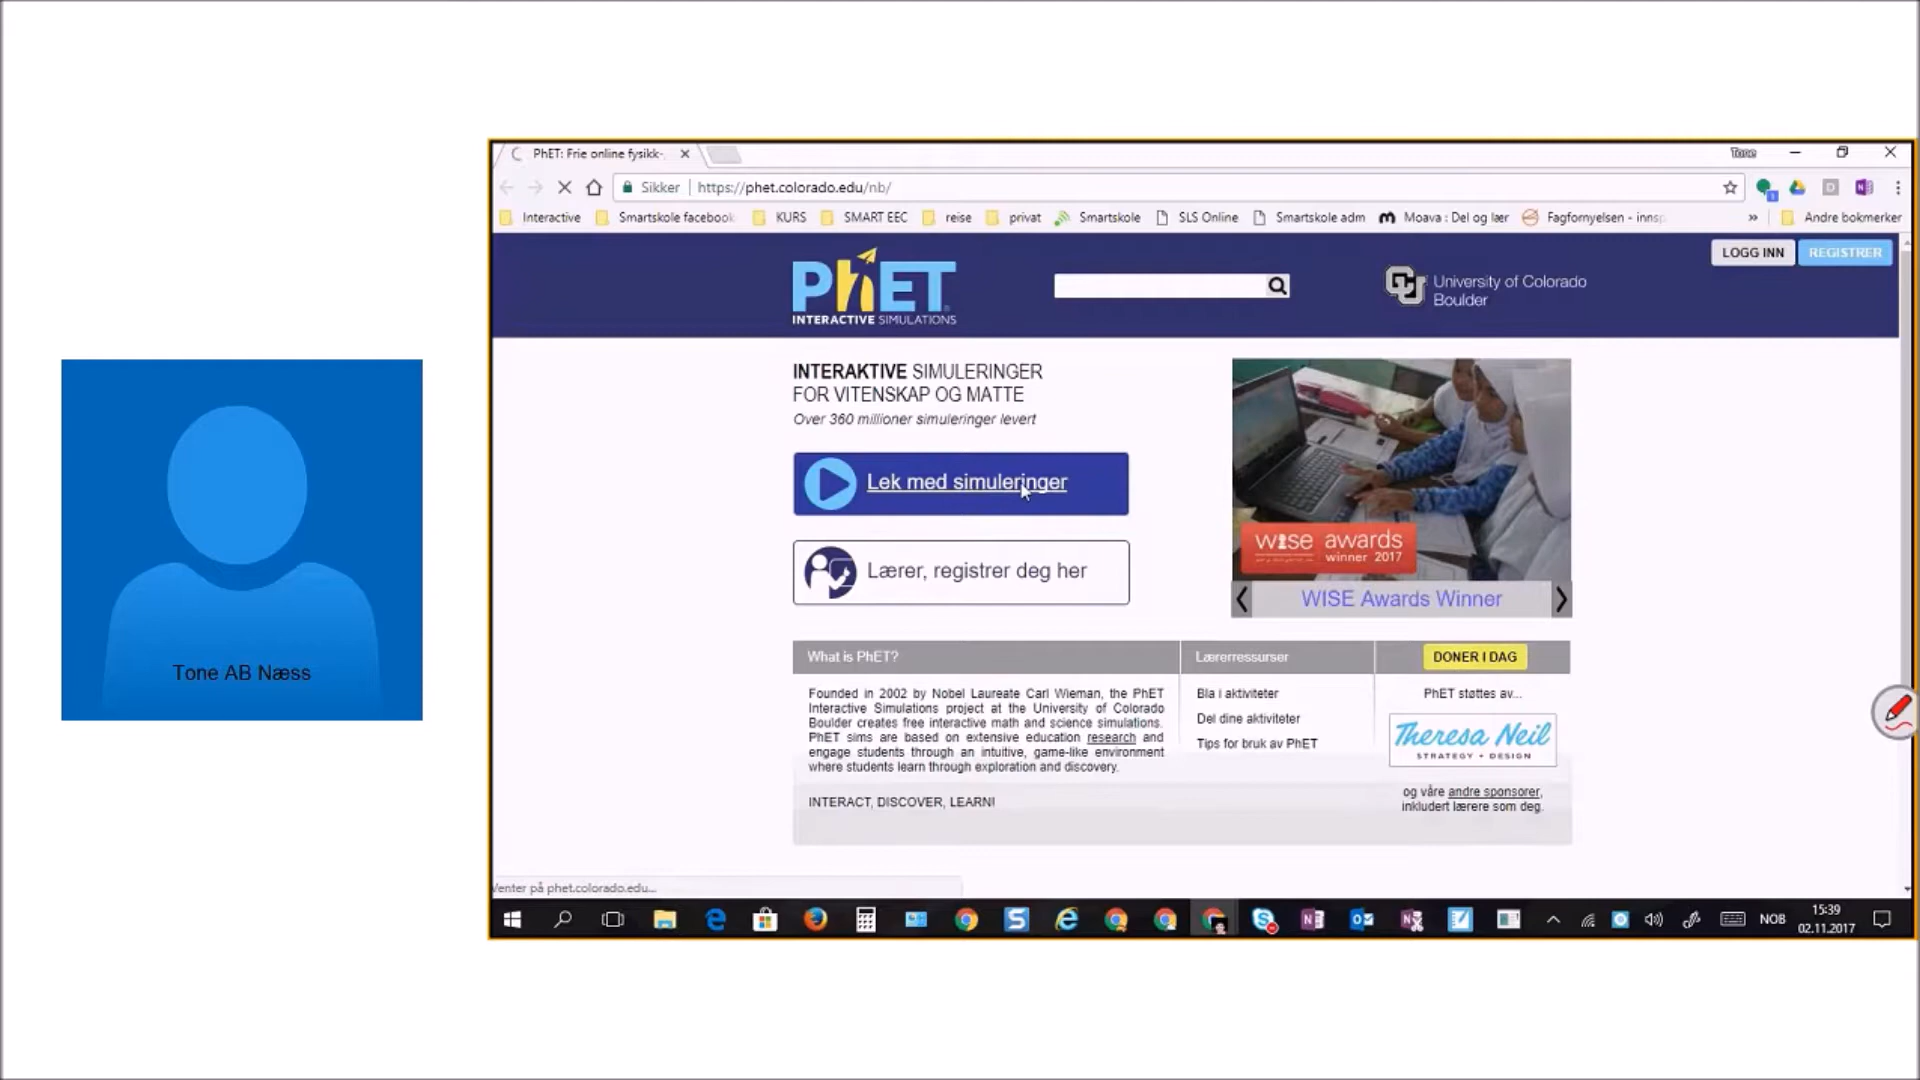 Tone AB Næss
PhET: Frie online fysikk-
Tone
Sikker
https://phet.colorado.edu/nb/
Interactive
Smartskole facebook
KURS
SMART EEC
reise
privat
Smartskole
SLS Online
Smartskole adm
Moava : Del og lær
Fagfornyelsen - innsp
Andre bokmerker
LOGG INN
REGISTRER
PhET
INTERACTIVE SIMULATIONS
University of Colorado
Boulder
INTERAKTIVE SIMULERINGER
FOR VITENSKAP OG MATTE
Over 360 millioner simuleringer levert
Lek med simuleringer
Lærer, registrer deg her
wise awards
winner 2017
WISE Awards Winner
What is PhET?
Founded in 2002 by Nobel Laureate Carl Wieman, the PhET
Interactive Simulations project at the University of Colorado
Boulder creates free interactive math and science simulations.
PhET sims are based on extensive education research and
engage students through an intuitive, game-like environment
where students learn through exploration and discovery.
INTERACT, DISCOVER, LEARN!
Lærerressurser
Bla i aktiviteter
Del dine aktiviteter
Tips for bruk av PhET
DONER I DAG
PhET støttes av...
Theresa Neil
STRATEGY + DESIGN
og våre andre sponsorer,
inkludert lærere som deg.
Venter på phet.colorado.edu...
NOB
15:39
02.11.2017